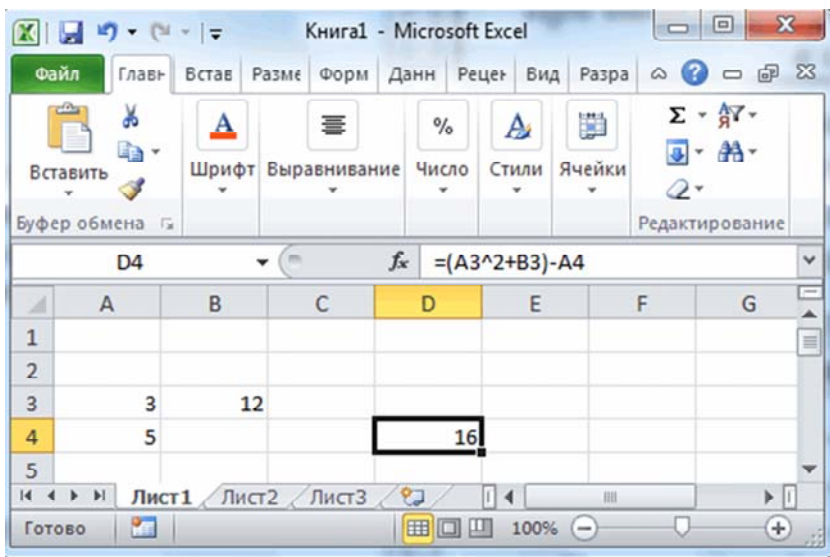 Книга1 - Microsoft Excel
Файл Главн Встав Разме Форм Данн Рецен Вид Разра
Вставить Шрифт Выравнивание Число Стили Ячейки
Буфер обмена Редактирование
D4 fx =(A3^2+B3)-A4
A B C D E F G
1
2
3 3 12
4 5 16
5
Лист1 Лист2 Лист3
Готово 100%